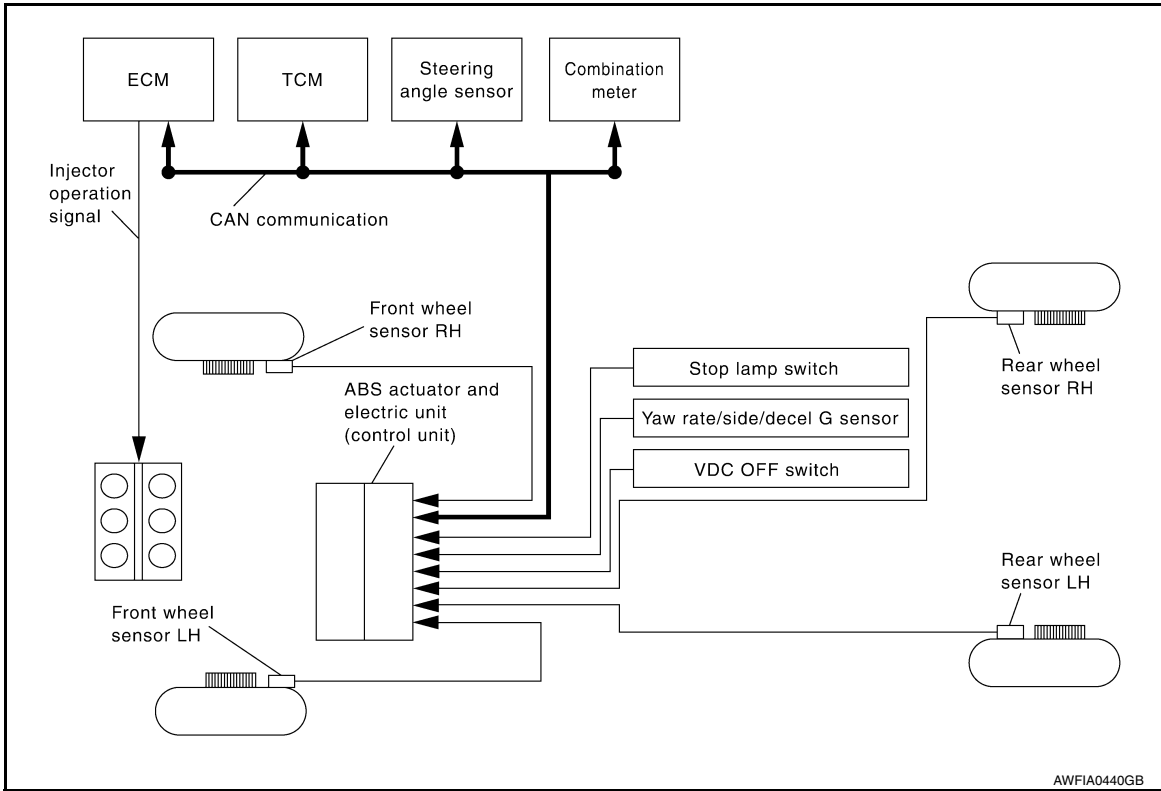 ECM
TCM
Steering
angle sensor
Combination
meter
Injector
operation
signal
CAN communication
Front wheel
sensor RH
ABS actuator and
electric unit
(control unit)
Stop lamp switch
Yaw rate/side/decel G sensor
VDC OFF switch
Rear wheel
sensor RH
Front wheel
sensor LH
Rear wheel
sensor LH
AWFIA0440GB